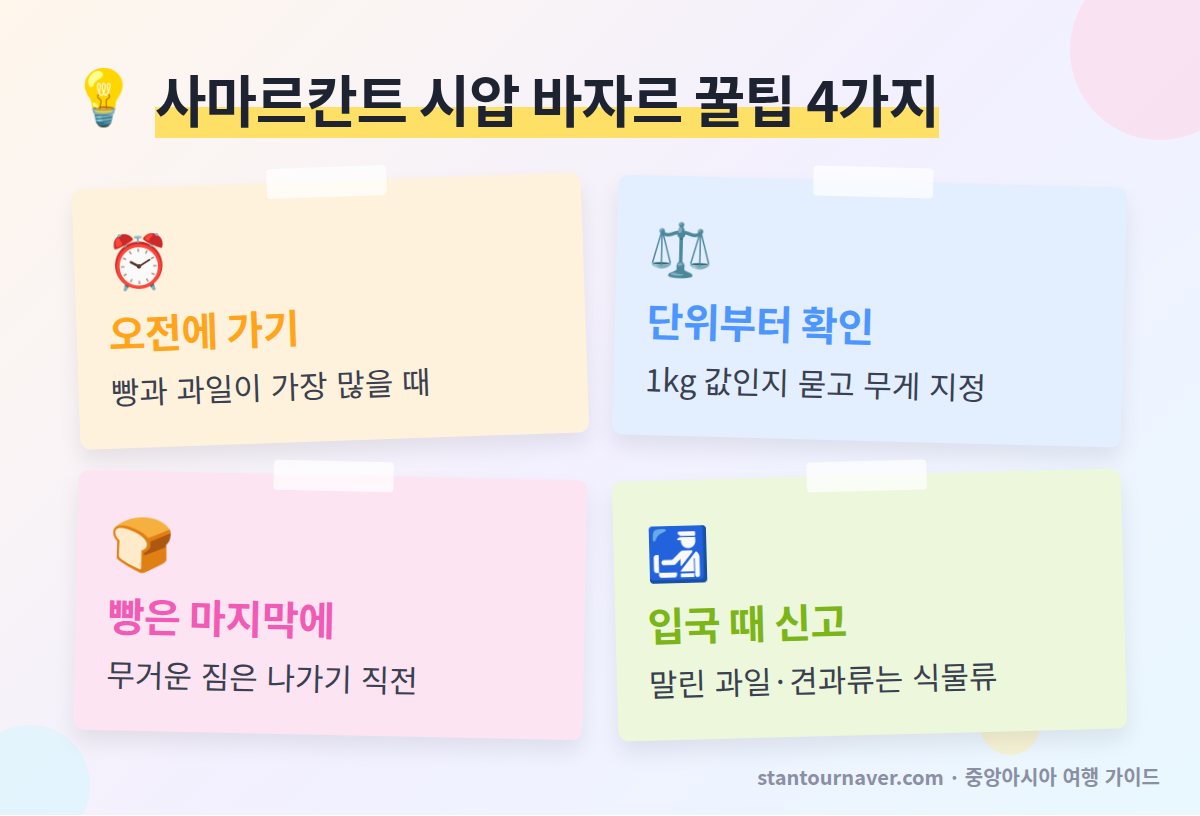 사마르칸트 시압 바자르 꿀팁 4가지
오전에 가기
빵과 과일이 가장 많을 때
단위부터 확인
1kg 값인지 묻고 무게 지정
빵은 마지막에
무거운 짐은 나가기 직전
입국 때 신고
말린 과일·견과류는 식물류
stantournaver.com · 중앙아시아 여행 가이드